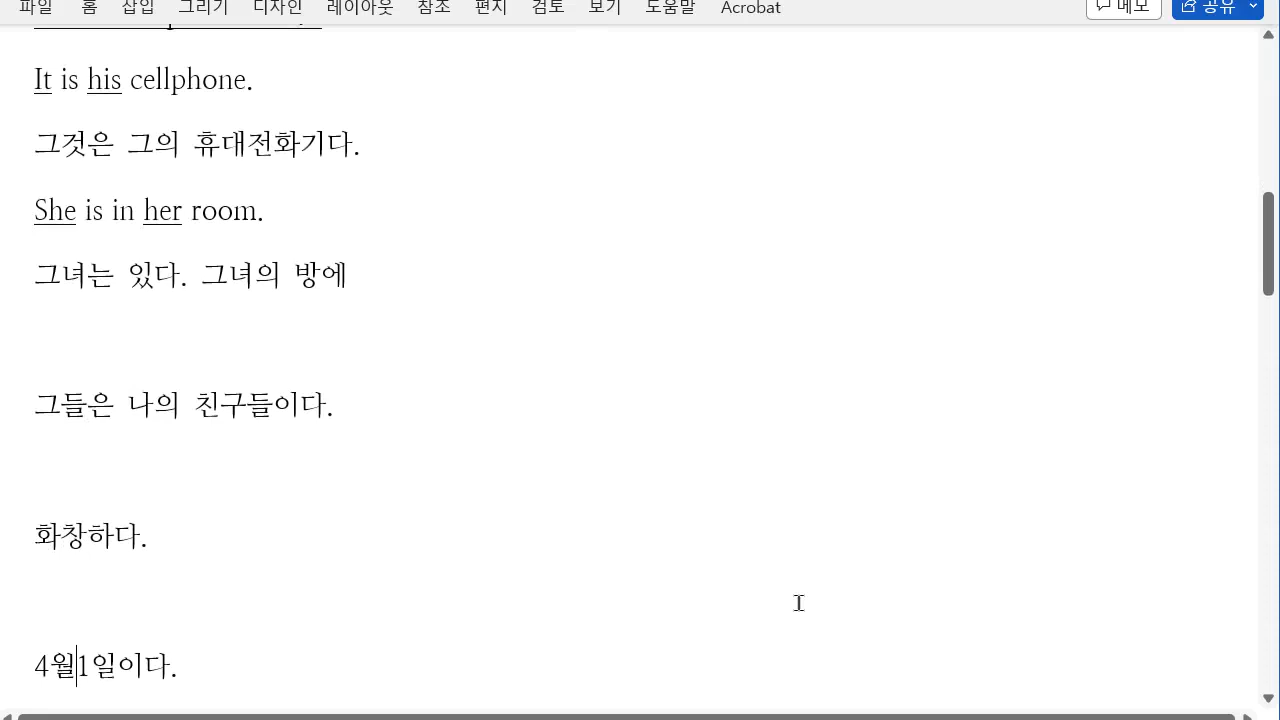 파일 홈 삽입 그리기 디자인 레이아웃 참조 편지 검토 보기 도움말 Acrobat 메모 공유
It is his cellphone.
그것은 그의 휴대전화기다.
She is in her room.
그녀는 있다. 그녀의 방에
그들은 나의 친구들이다.
화창하다.
4월1일이다.